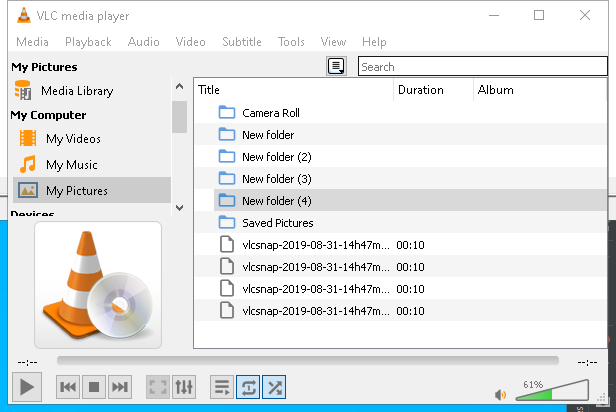 VLC media player
Media Playback Audio Video Subtitle Tools View Help
My Pictures
Search
Media Library
My Computer
My Videos
My Music
My Pictures
Devices
Title Duration Album
Camera Roll
New folder
New folder (2)
New folder (3)
New folder (4)
Saved Pictures
vlcsnap-2019-08-31-14h47m... 00:10
vlcsnap-2019-08-31-14h47m... 00:10
vlcsnap-2019-08-31-14h47m... 00:10
vlcsnap-2019-08-31-14h47m... 00:10
--:-- --:--
61%